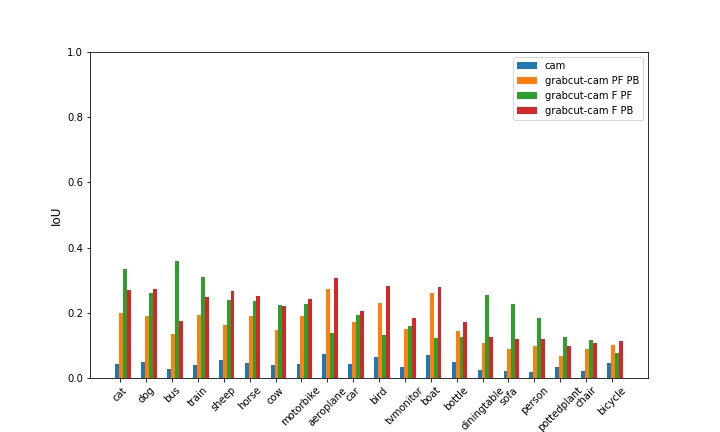 1.0
cam
grabcut-cam PF PB
grabcut-cam F PF
grabcut-cam F PB
0.8
0.6
IoU
0.4
0.2
0.0
cat
dog
bus
train
sheep
horse
cow
motorbike
aeroplane
car
bird
tvmonitor
boat
bottle
diningtable
sofa
person
pottedplant
chair
bicycle